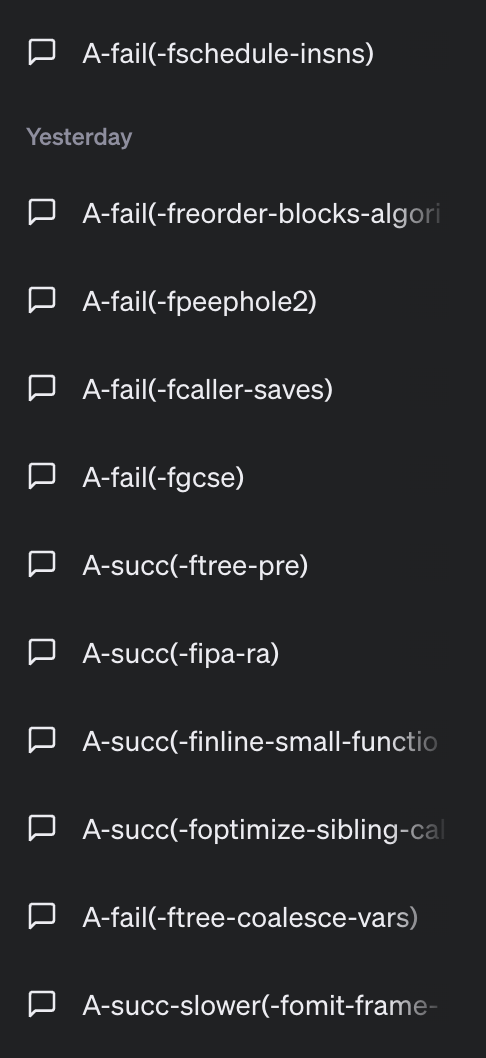 A-fail(-fschedule-insns)
Yesterday
A-fail(-freorder-blocks-algori
A-fail(-fpeephole2)
A-fail(-fcaller-saves)
A-fail(-fgcse)
A-succ(-ftree-pre)
A-succ(-fipa-ra)
A-succ(-finline-small-functio
A-succ(-foptimize-sibling-cal
A-fail(-ftree-coalesce-vars)
A-succ-slower(-fomit-frame-